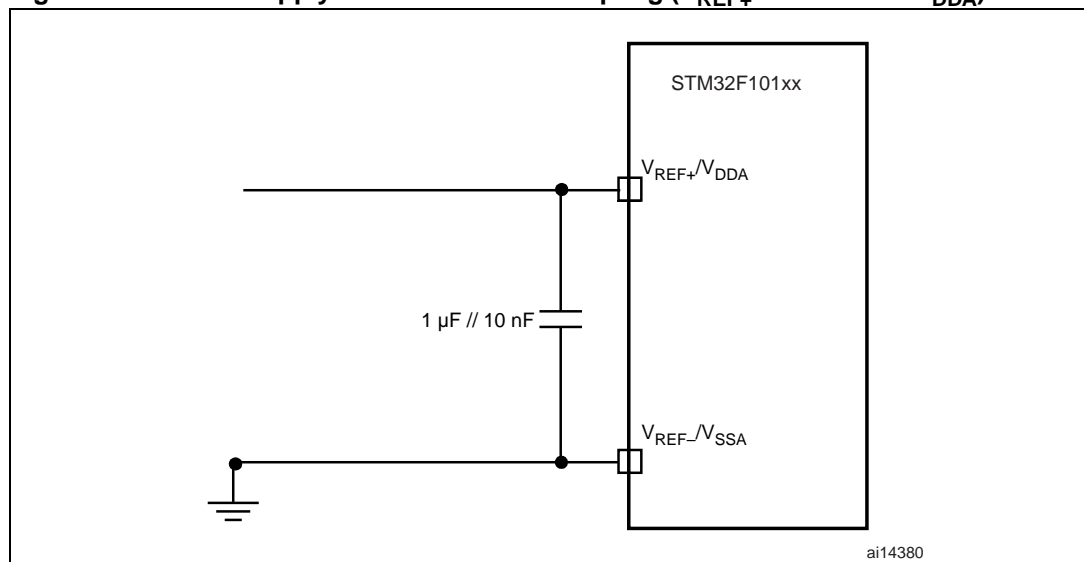 STM32F101xx
VREF+/VDDA
1 µF // 10 nF
VREF–/VSSA
ai14380